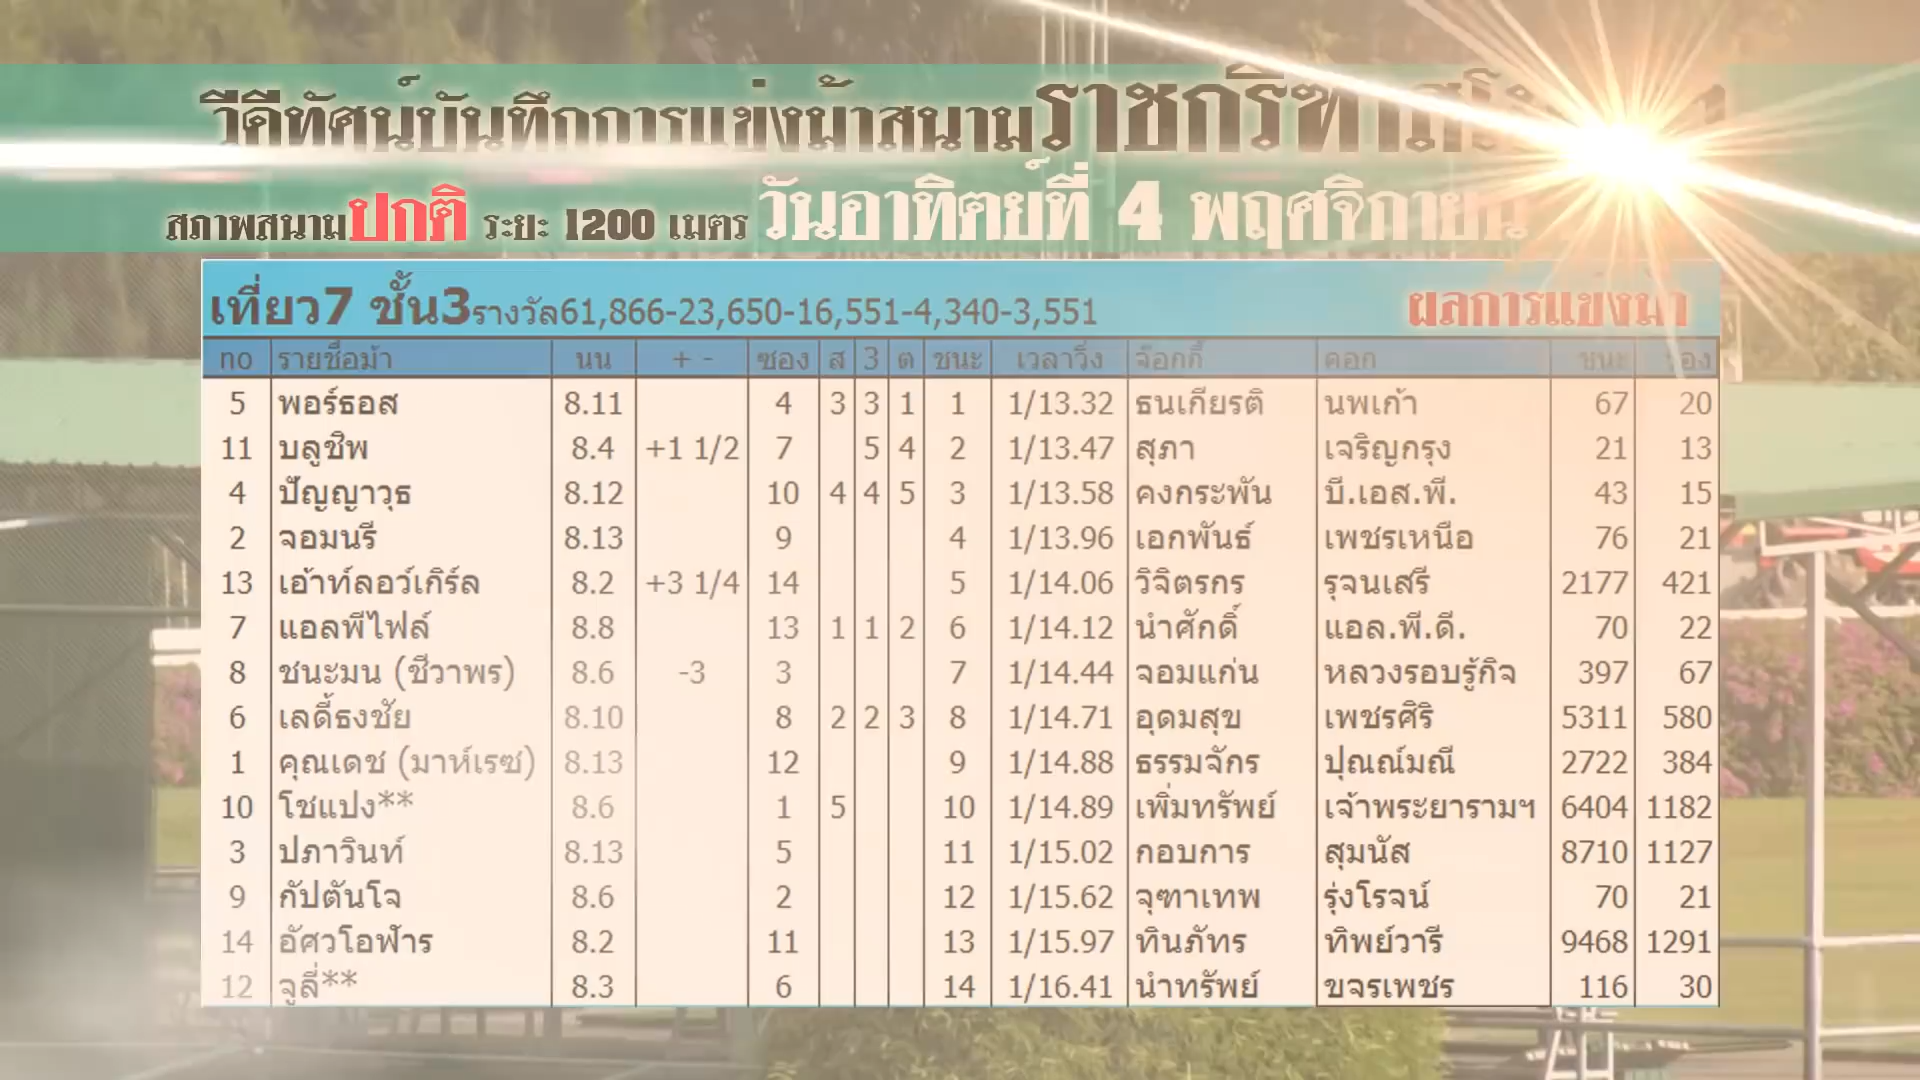 วีดีทัศน์บันทึกการแข่งม้าสนามราชกรีฑา
สภาพสนามปกติ ระยะ 1200 เมตร วันอาทิตย์ที่ 4 พฤศจิกายน
เที่ยว7 ชั้น3รางวัล61,866-23,650-16,551-4,340-3,551 ผลการแข่งม้า
no รายชื่อม้า นน + - ซอง ส 3 ต ชนะ เวลาวิ่ง จ๊อกกี้ คอก ชนะ รอง
5 พอร์ธอส 8.11 4 3 3 1 1 1/13.32 ธนเกียรติ นพเก้า 67 20
11 บลูชิพ 8.4 +1 1/2 7 5 4 2 1/13.47 สุภา เจริญกรุง 21 13
4 ปัญญาวุธ 8.12 10 4 4 5 3 1/13.58 คงกระพัน บี.เอส.พี. 43 15
2 จอมนรี 8.13 9 4 1/13.96 เอกพันธ์ เพชรเหนือ 76 21
13 เอ้าท์ลอว์เกิร์ล 8.2 +3 1/4 14 5 1/14.06 วิจิตรกร รุจนเสรี 2177 421
7 แอลพีไฟล์ 8.8 13 1 1 2 6 1/14.12 นำศักดิ์ แอล.พี.ดี. 70 22
8 ชนะมน (ชีวาพร) 8.6 -3 3 7 1/14.44 จอมแก่น หลวงรอบรู้กิจ 397 67
6 เลดี้ธงชัย 8.10 8 2 2 3 8 1/14.71 อุดมสุข เพชรศิริ 5311 580
1 คุณเดช (มาห์เรซ) 8.13 12 9 1/14.88 ธรรมจักร ปุณณ์มณี 2722 384
10 โชแปง** 8.6 1 5 10 1/14.89 เพิ่มทรัพย์ เจ้าพระยารามฯ 6404 1182
3 ปภาวินท์ 8.13 5 11 1/15.02 กอบการ สุมนัส 8710 1127
9 กัปตันโจ 8.6 2 12 1/15.62 จุฑาเทพ รุ่งโรจน์ 70 21
14 อัศวโอฬาร 8.2 11 13 1/15.97 ทินภัทร ทิพย์วารี 9468 1291
12 จูลี่** 8.3 6 14 1/16.41 นำทรัพย์ ขจรเพชร 116 30